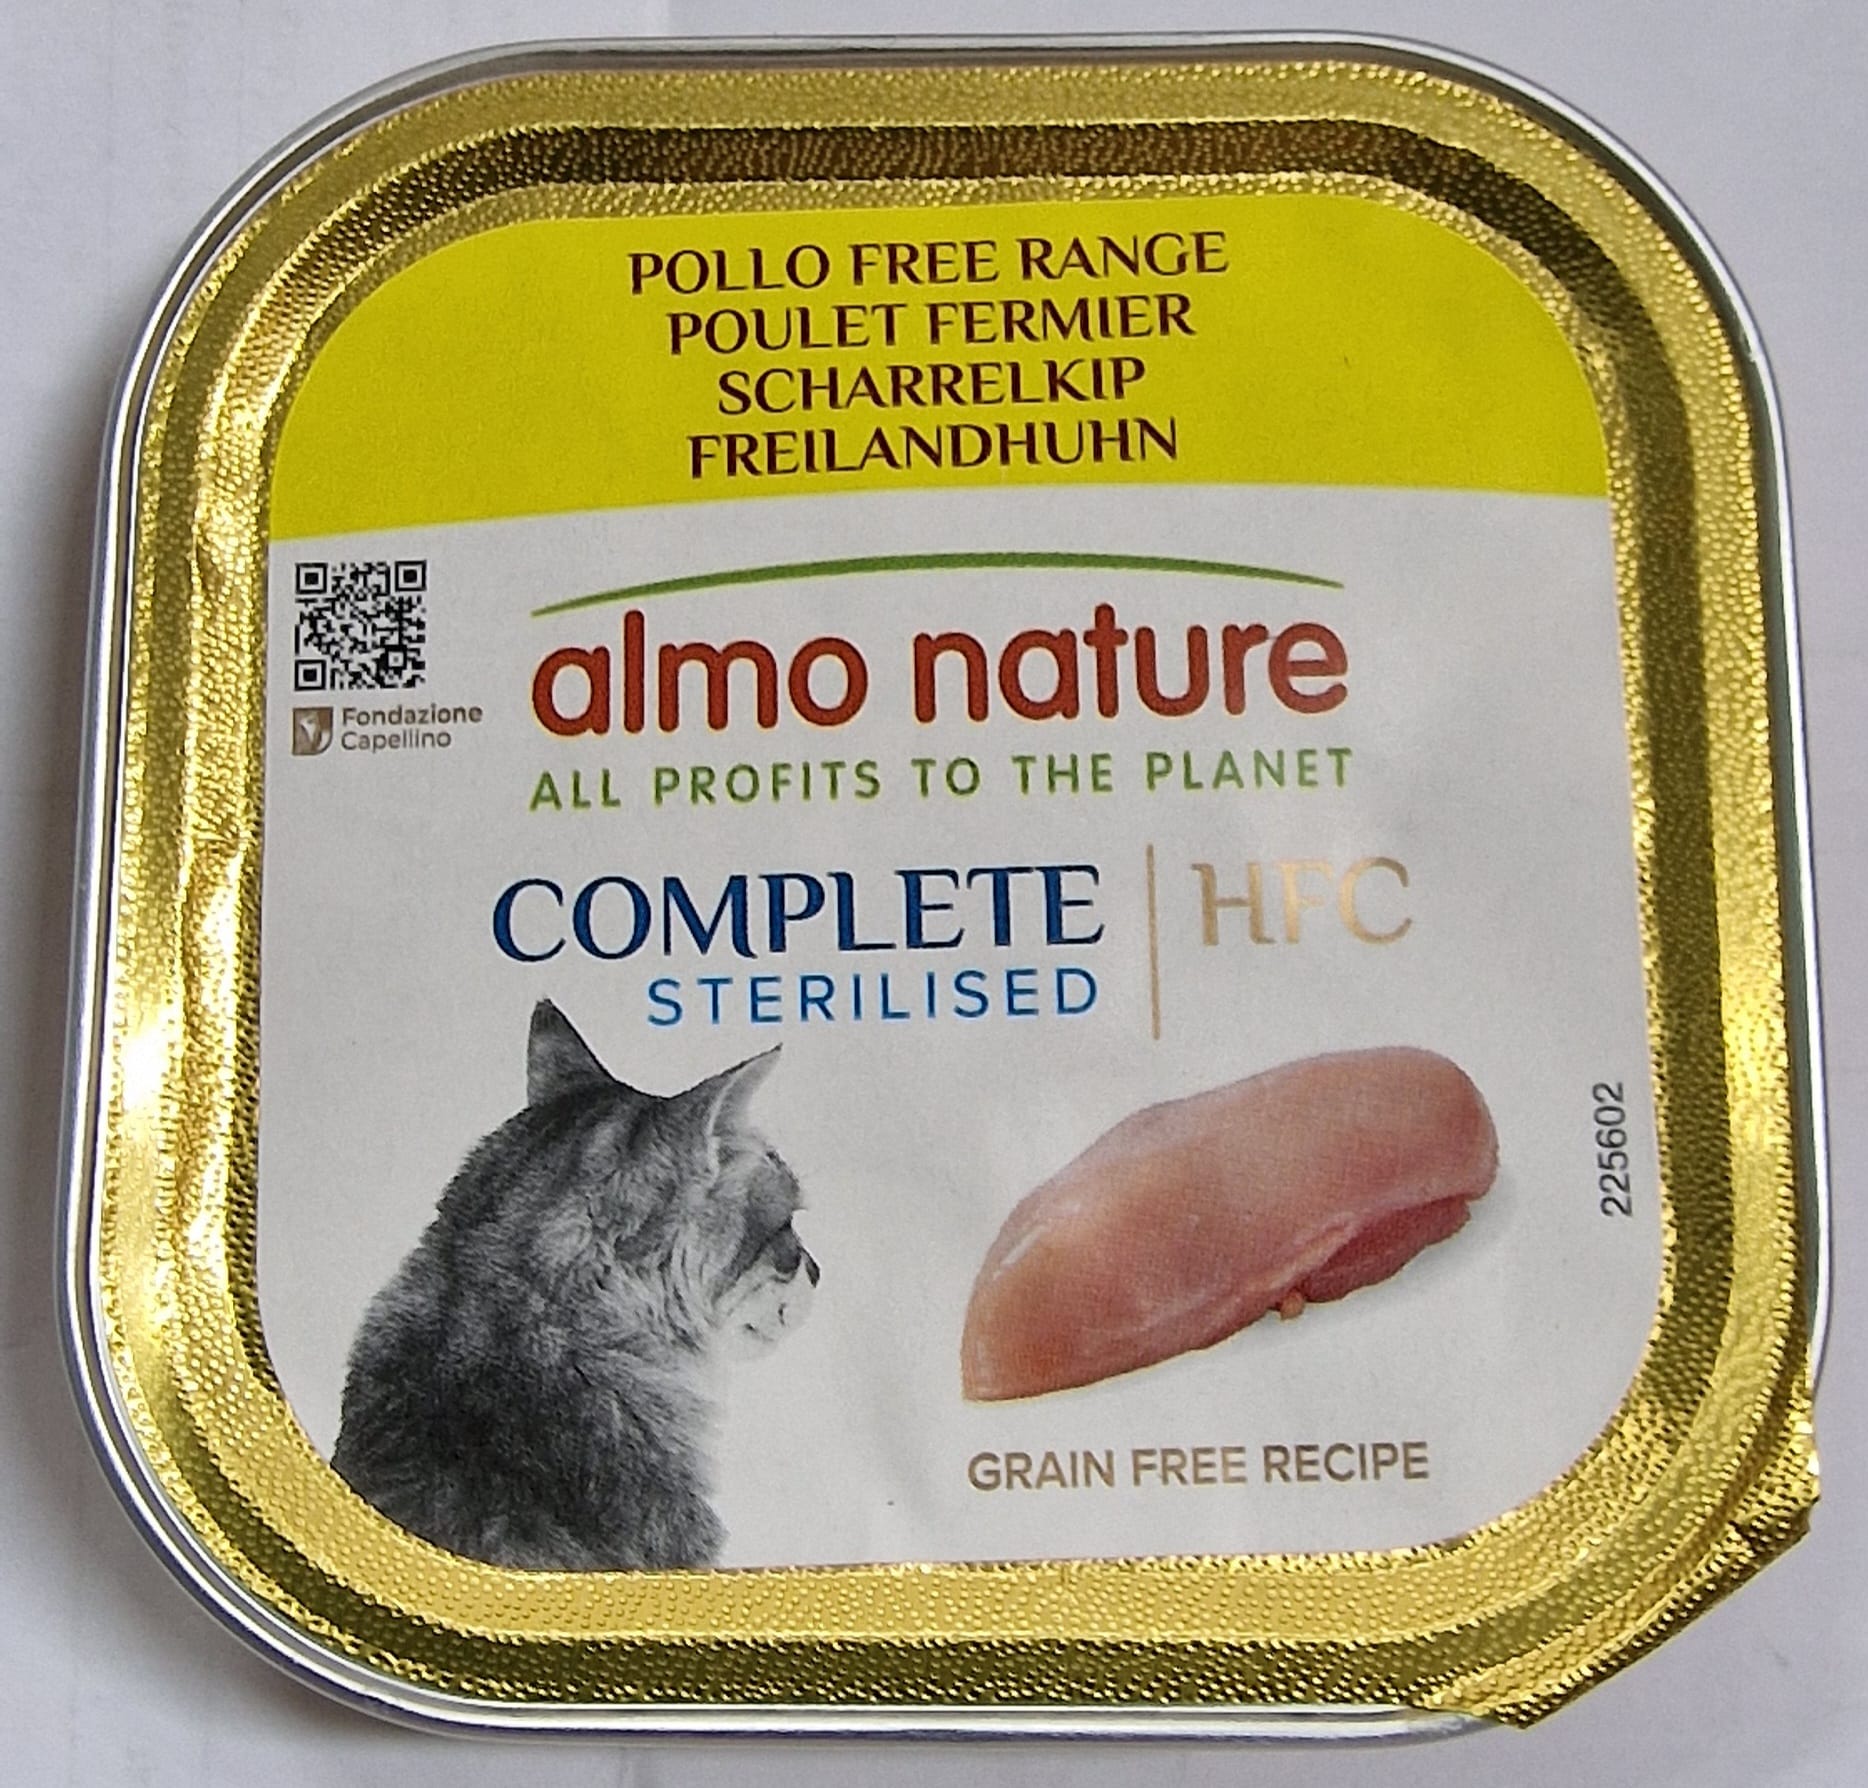 POLLO FREE RANGE
POULET FERMIER
SCHARRELKIP
FREILANDHUHN
Fondazione
Capellino
almo nature
ALL PROFITS TO THE PLANET
COMPLETE HFC
STERILISED
225602
GRAIN FREE RECIPE